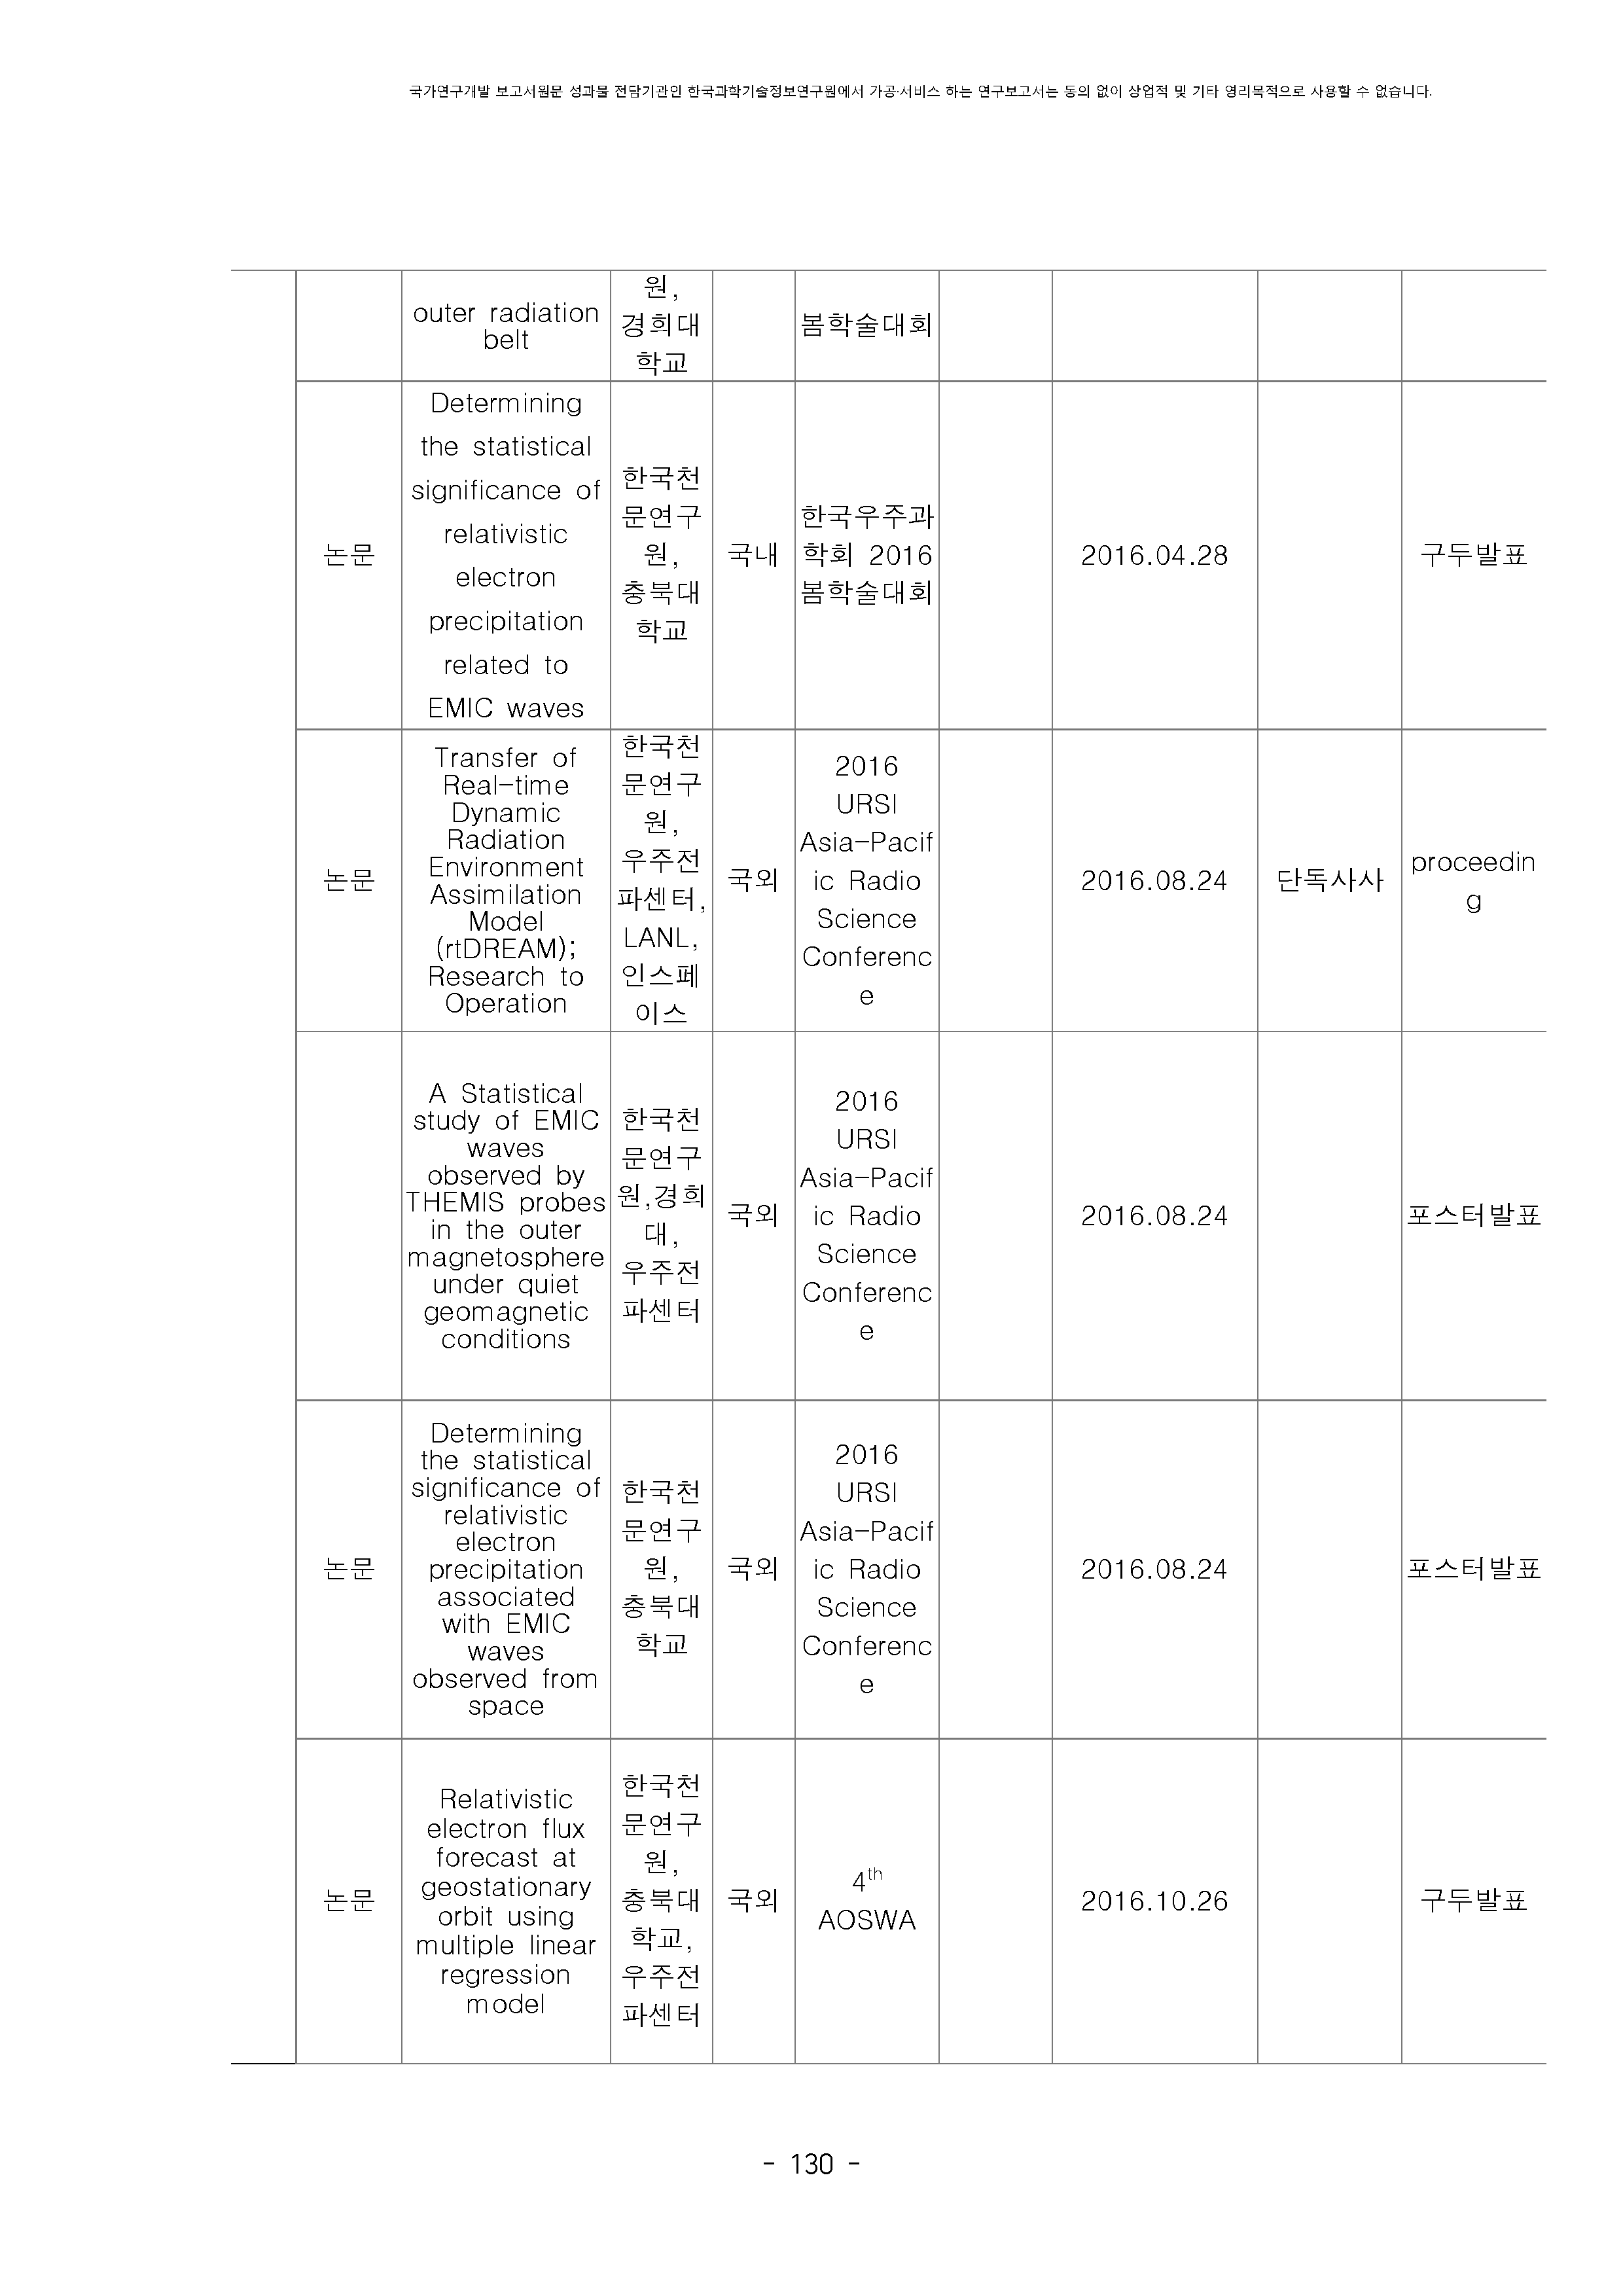 국가연구개발 보고서원문 성과물 전담기관인 한국과학기술정보연구원에서 가공·서비스 하는 연구보고서는 동의 없이 상업적 및 기타 영리목적으로 사용할 수 없습니다.
outer radiation
belt
원,
경희대
학교
봄학술대회
논문
Determining
the statistical
significance of
relativistic
electron
precipitation
related to
EMIC waves
한국천
문연구
원,
충북대
학교
국내
한국우주과
학회 2016
봄학술대회
2016.04.28
구두발표
논문
Transfer of
Real-time
Dynamic
Radiation
Environment
Assimilation
Model
(rtDREAM);
Research to
Operation
한국천
문연구
원,
우주전
파센터,
LANL,
인스페
이스
국외
2016
URSI
Asia-Pacif
ic Radio
Science
Conferenc
e
2016.08.24
단독사사
proceedin
g
A Statistical
study of EMIC
waves
observed by
THEMIS probes
in the outer
magnetosphere
under quiet
geomagnetic
conditions
한국천
문연구
원,경희
대,
우주전
파센터
국외
2016
URSI
Asia-Pacif
ic Radio
Science
Conferenc
e
2016.08.24
포스터발표
논문
Determining
the statistical
significance of
relativistic
electron
precipitation
associated
with EMIC
waves
observed from
space
한국천
문연구
원,
충북대
학교
국외
2016
URSI
Asia-Pacif
ic Radio
Science
Conferenc
e
2016.08.24
포스터발표
논문
Relativistic
electron flux
forecast at
geostationary
orbit using
multiple linear
regression
model
한국천
문연구
원,
충북대
학교,
우주전
파센터
국외
4th
AOSWA
2016.10.26
구두발표
- 130 -